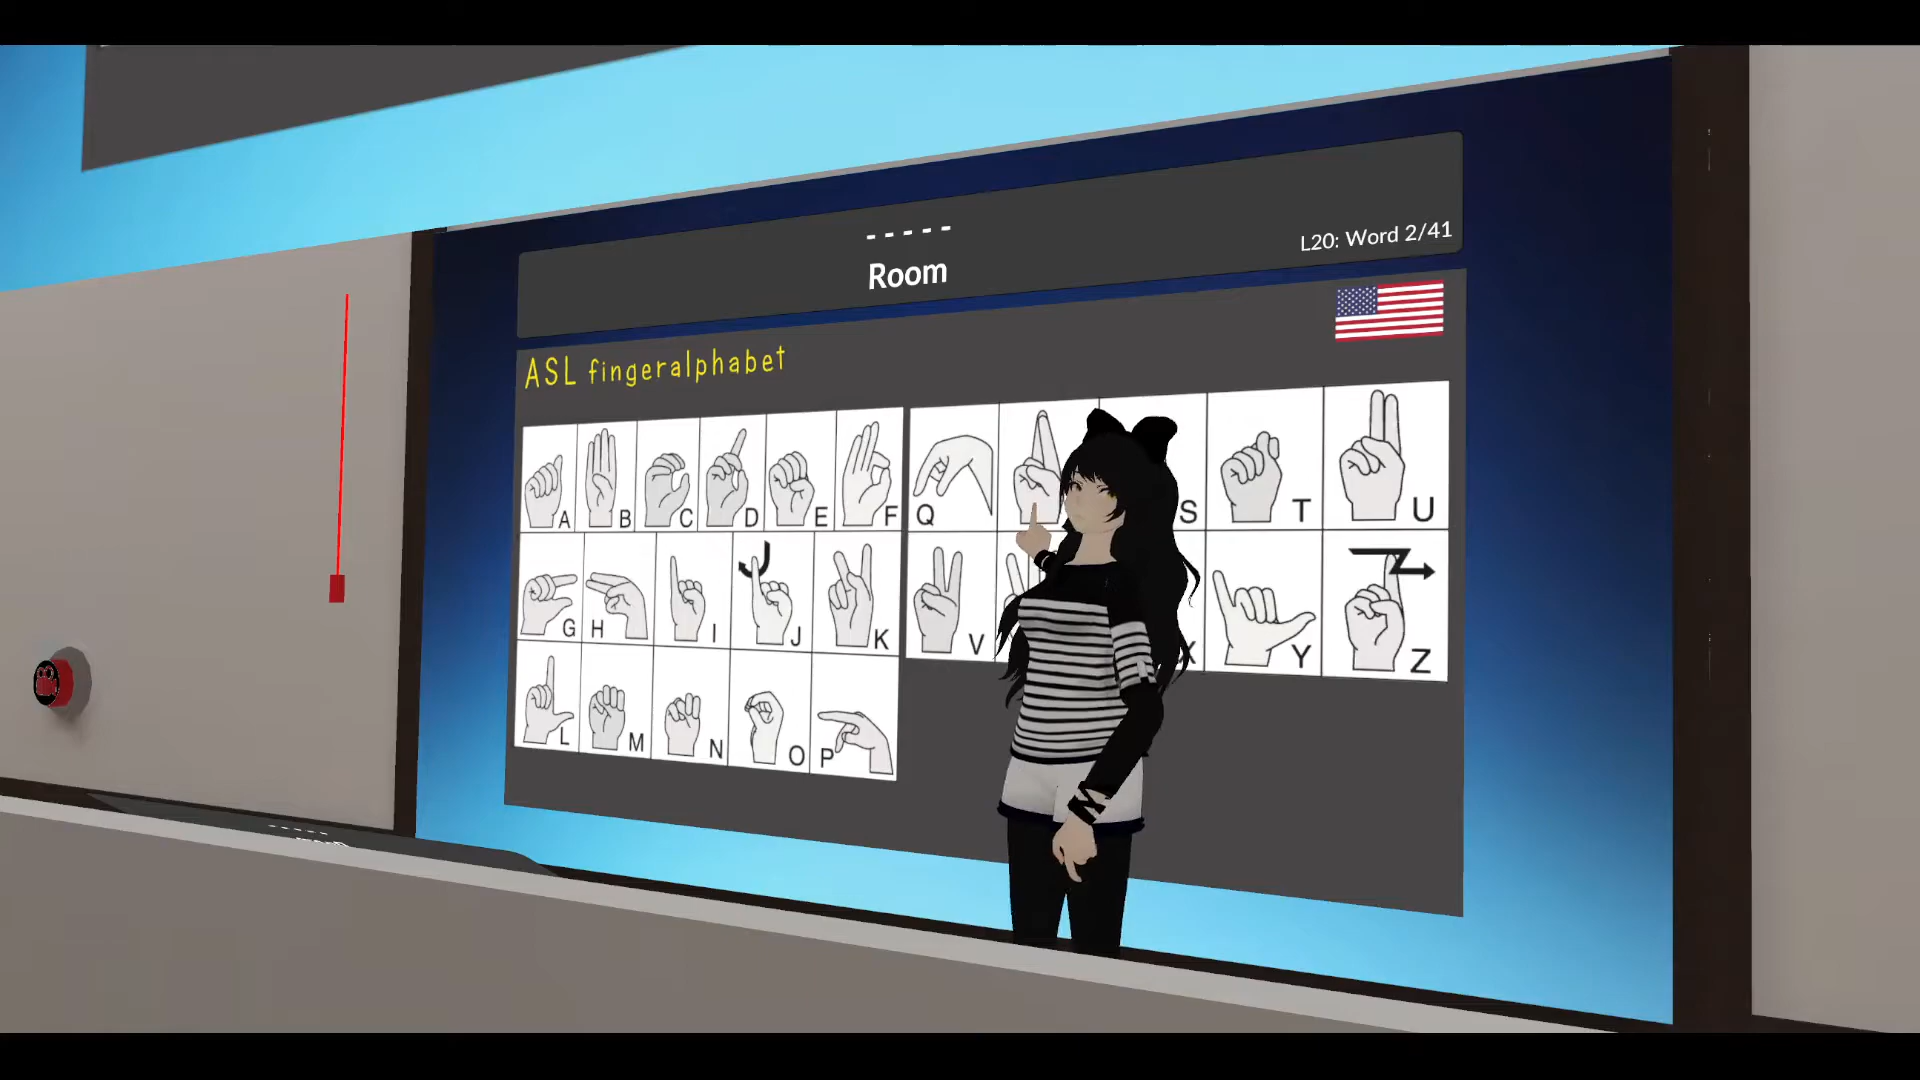 - - - - -
Room
L20: Word 2/41
ASL fingeralphabet
A B C D E F Q S T U
G H I J K V X Y Z
L M N O P